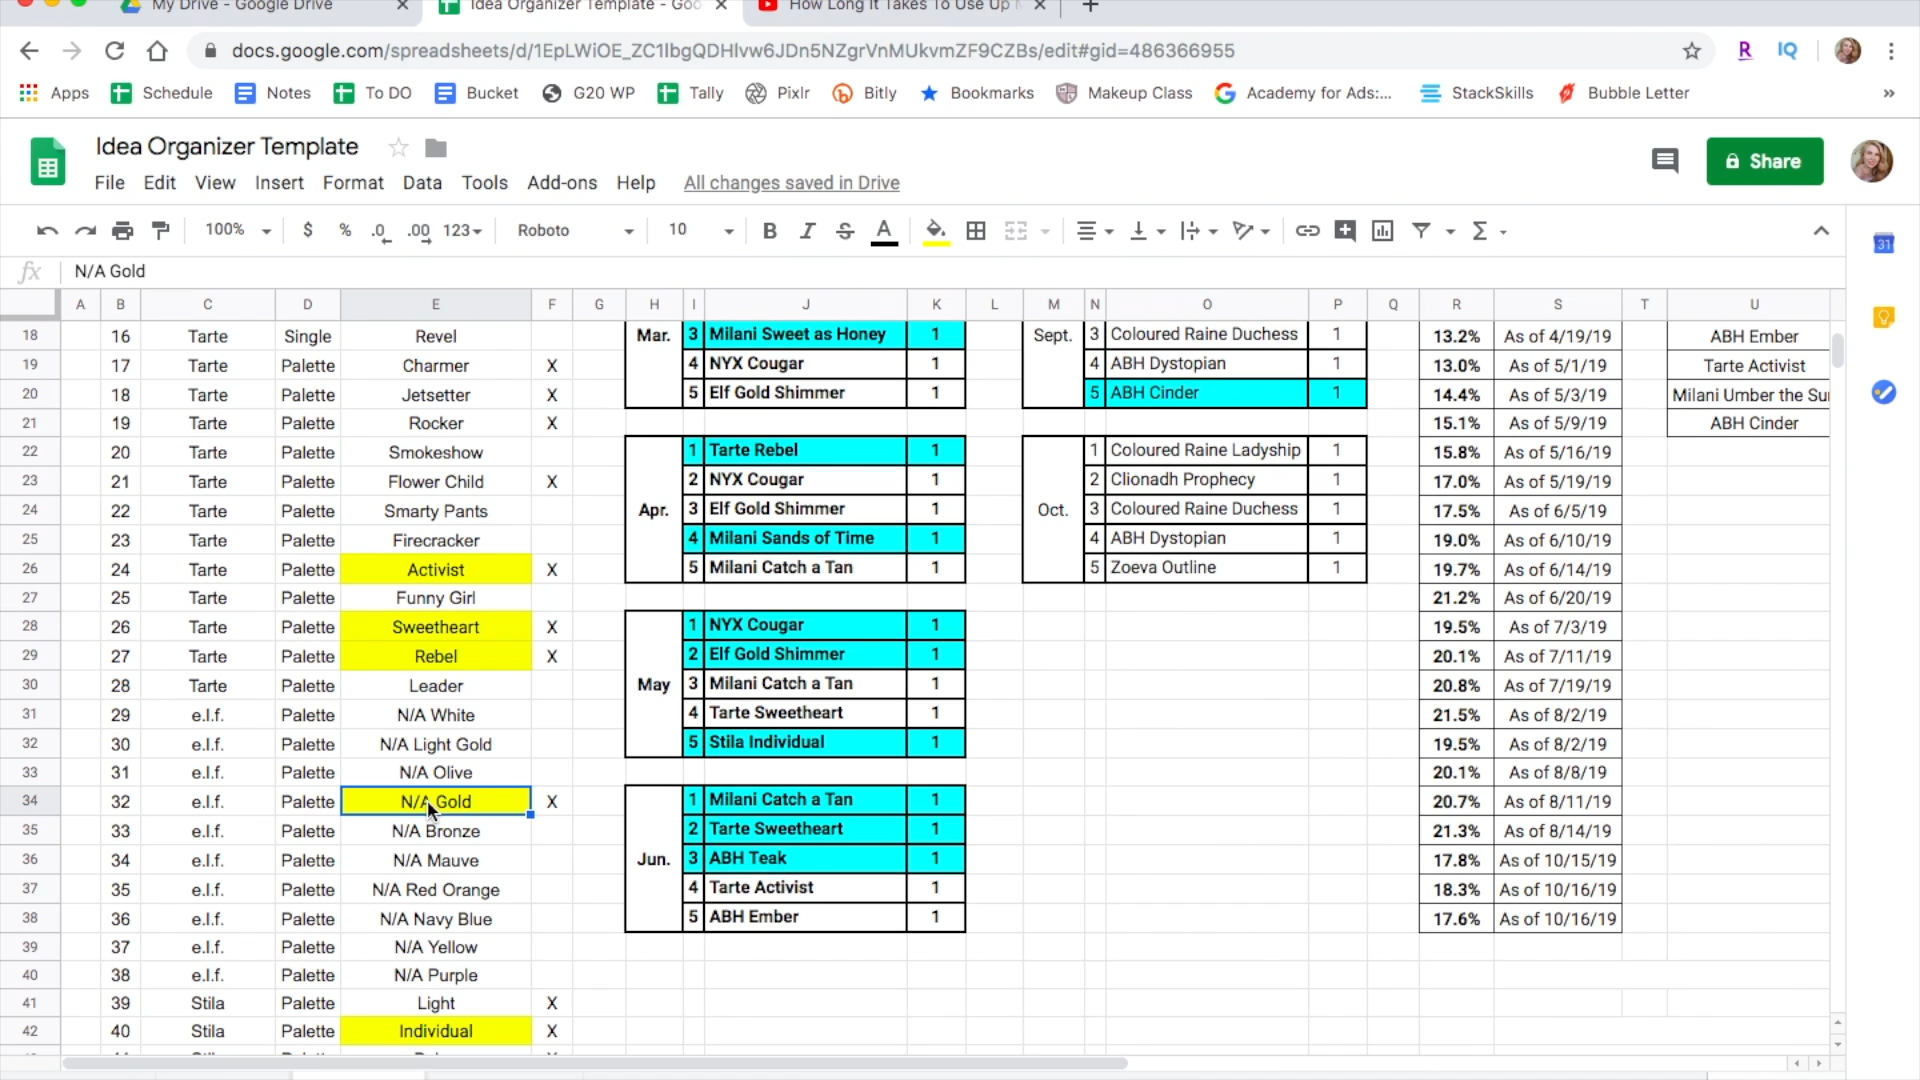 My Drive - Google Drive
Idea Organizer Template - Goo
How Long It Takes To Use Up
docs.google.com/spreadsheets/d/1EpLWiOE_ZC1IbgQDHlvw6JDn5NZgrVnMUkvmZF9CZBs/edit#gid=486366955
Apps Schedule Notes To DO Bucket G20 WP Tally Pixlr Bitly Bookmarks Makeup Class Academy for Ads:... StackSkills Bubble Letter »
Idea Organizer Template
Share
File Edit View Insert Format Data Tools Add-ons Help All changes saved in Drive
100% $ % .0 .00 123 Roboto 10 B I S A
fx N/A Gold
A B C D E F G H I J K L M N O P Q R S T U
18 16 Tarte Single Revel Mar. 3 Milani Sweet as Honey 1 Sept. 3 Coloured Raine Duchess 1 13.2% As of 4/19/19 ABH Ember
19 17 Tarte Palette Charmer X 4 NYX Cougar 1 4 ABH Dystopian 1 13.0% As of 5/1/19 Tarte Activist
20 18 Tarte Palette Jetsetter X 5 Elf Gold Shimmer 1 5 ABH Cinder 1 14.4% As of 5/3/19 Milani Umber the Su
21 19 Tarte Palette Rocker X 15.1% As of 5/9/19 ABH Cinder
22 20 Tarte Palette Smokeshow 1 Tarte Rebel 1 1 Coloured Raine Ladyship 1 15.8% As of 5/16/19
23 21 Tarte Palette Flower Child X 2 NYX Cougar 1 2 Clionadh Prophecy 1 17.0% As of 5/19/19
24 22 Tarte Palette Smarty Pants Apr. 3 Elf Gold Shimmer 1 Oct. 3 Coloured Raine Duchess 1 17.5% As of 6/5/19
25 23 Tarte Palette Firecracker 4 Milani Sands of Time 1 4 ABH Dystopian 1 19.0% As of 6/10/19
26 24 Tarte Palette Activist X 5 Milani Catch a Tan 1 5 Zoeva Outline 1 19.7% As of 6/14/19
27 25 Tarte Palette Funny Girl 21.2% As of 6/20/19
28 26 Tarte Palette Sweetheart X 1 NYX Cougar 1 19.5% As of 7/3/19
29 27 Tarte Palette Rebel X 2 Elf Gold Shimmer 1 20.1% As of 7/11/19
30 28 Tarte Palette Leader May 3 Milani Catch a Tan 1 20.8% As of 7/19/19
31 29 e.l.f. Palette N/A White 4 Tarte Sweetheart 1 21.5% As of 8/2/19
32 30 e.l.f. Palette N/A Light Gold 5 Stila Individual 1 19.5% As of 8/2/19
33 31 e.l.f. Palette N/A Olive 20.1% As of 8/8/19
34 32 e.l.f. Palette N/A Gold X 1 Milani Catch a Tan 1 20.7% As of 8/11/19
35 33 e.l.f. Palette N/A Bronze 2 Tarte Sweetheart 1 21.3% As of 8/14/19
36 34 e.l.f. Palette N/A Mauve Jun. 3 ABH Teak 1 17.8% As of 10/15/19
37 35 e.l.f. Palette N/A Red Orange 4 Tarte Activist 1 18.3% As of 10/16/19
38 36 e.l.f. Palette N/A Navy Blue 5 ABH Ember 1 17.6% As of 10/16/19
39 37 e.l.f. Palette N/A Yellow
40 38 e.l.f. Palette N/A Purple
41 39 Stila Palette Light X
42 40 Stila Palette Individual X